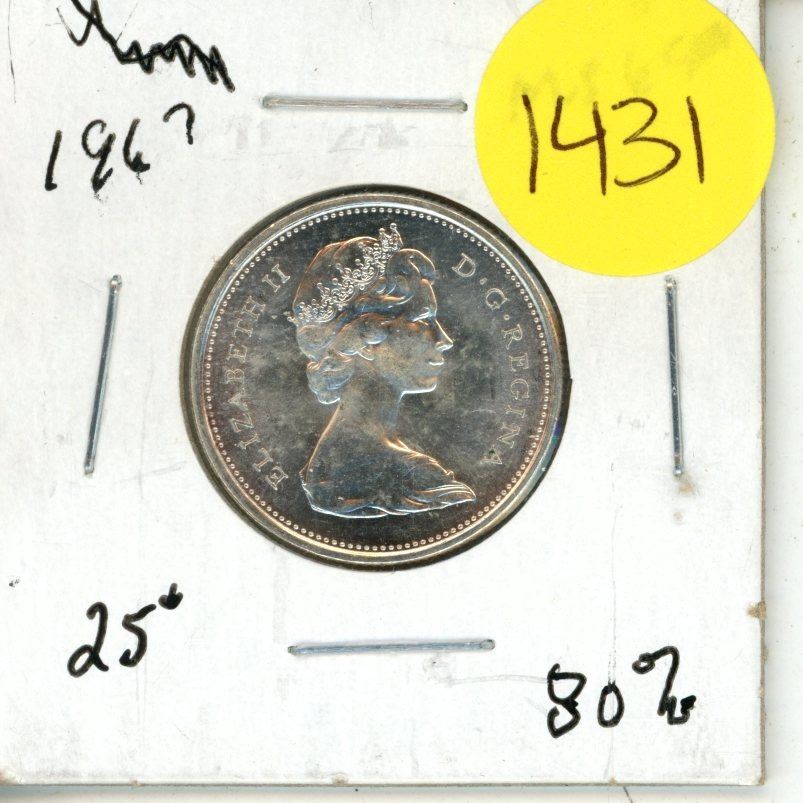 1967
1431
ELIZABETH II D·G·REGINA
25¢
80%